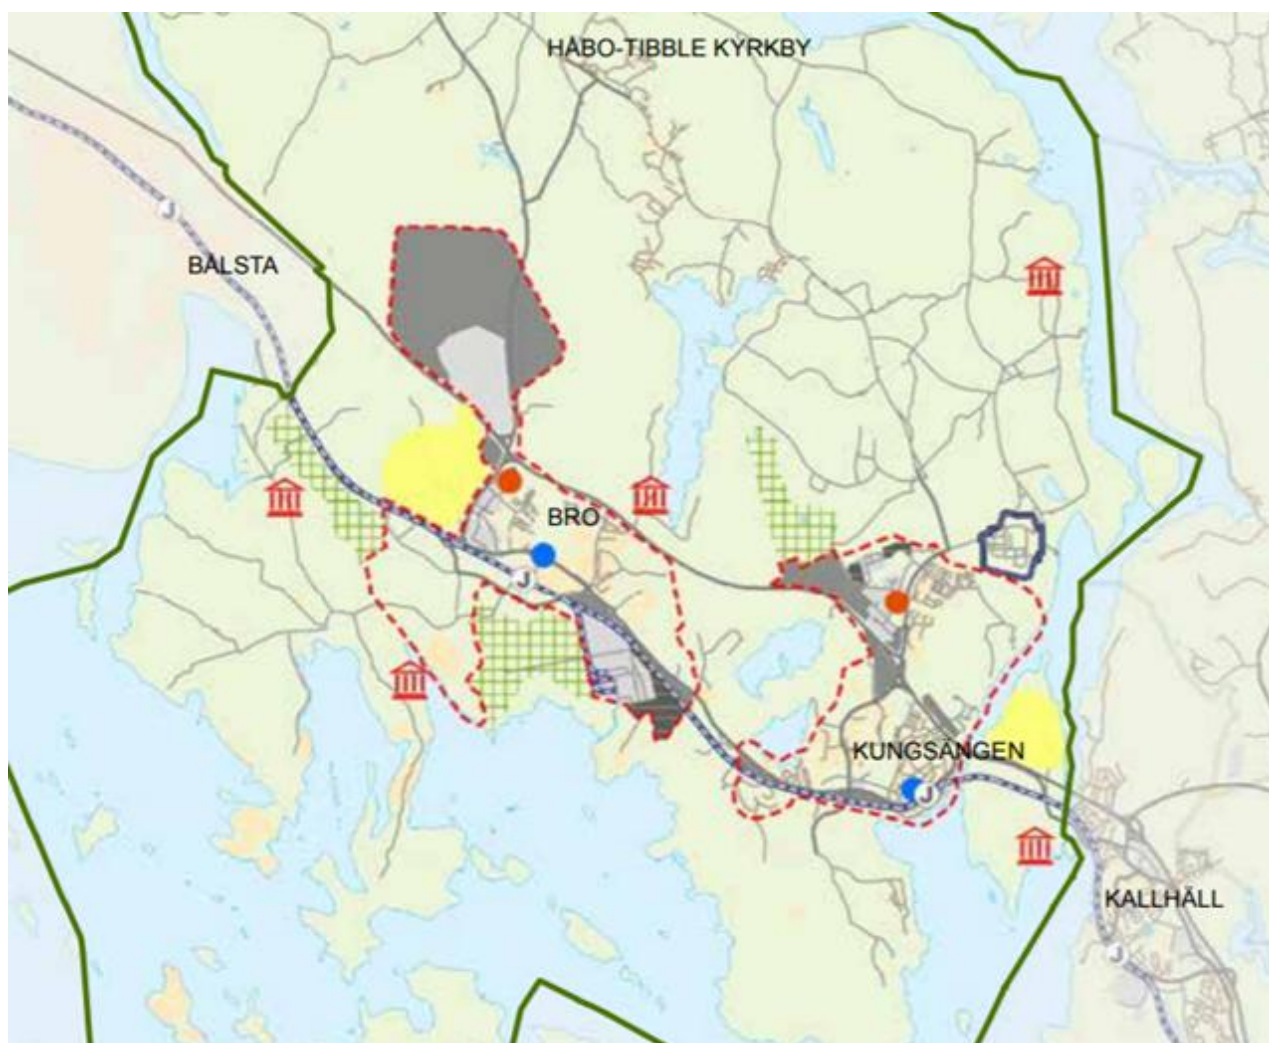 HÅBO-TIBBLE KYRKBY
BÅLSTA
BRO
J
J
KUNGSÄNGEN
J
KALLHÄLL
J